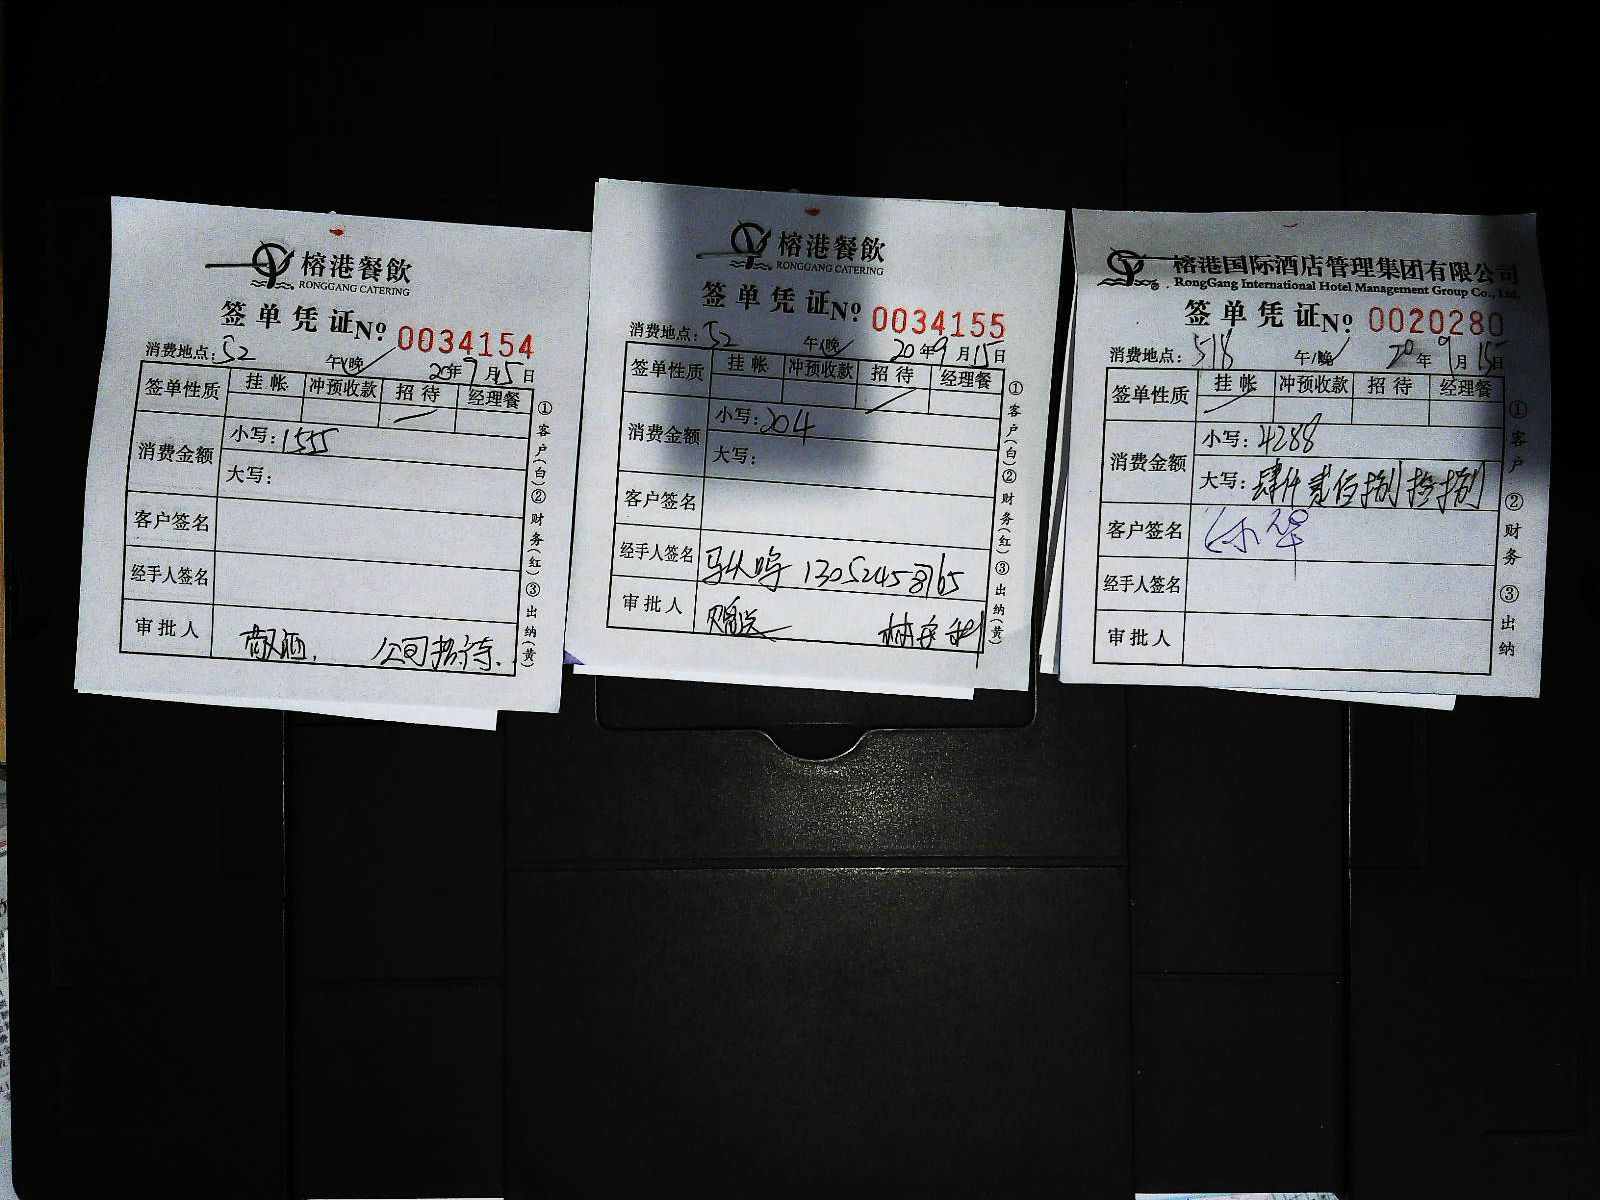 榕港餐飲
RONGGANG CATERING
签单凭证 Nº 0034154
消费地点：52 午/晚 20年9月15日
签单性质 挂帐 冲预收款 招待 经理餐
消费金额 小写：1555
大写：
客户签名
经手人签名
审批人 公司招待.
①客户(白)②财务(红)③出纳(黄)
榕港餐飲
RONGGANG CATERING
签单凭证 Nº 0034155
消费地点：52 午/晚 20年9月15日
签单性质 挂帐 冲预收款 招待 经理餐
消费金额 小写：204
大写：
客户签名
经手人签名
审批人 赠送
①客户(白)②财务(红)③出纳(黄)
榕港国际酒店管理集团有限公司
RongGang International Hotel Management Group Co., Ltd.
签单凭证 Nº 0020280
消费地点：518 午/晚 20年9月15日
签单性质 挂帐 冲预收款 招待 经理餐
消费金额 小写：4288
大写：肆仟贰佰捌拾捌
客户签名
经手人签名
审批人
①客户 ②财务 ③出纳